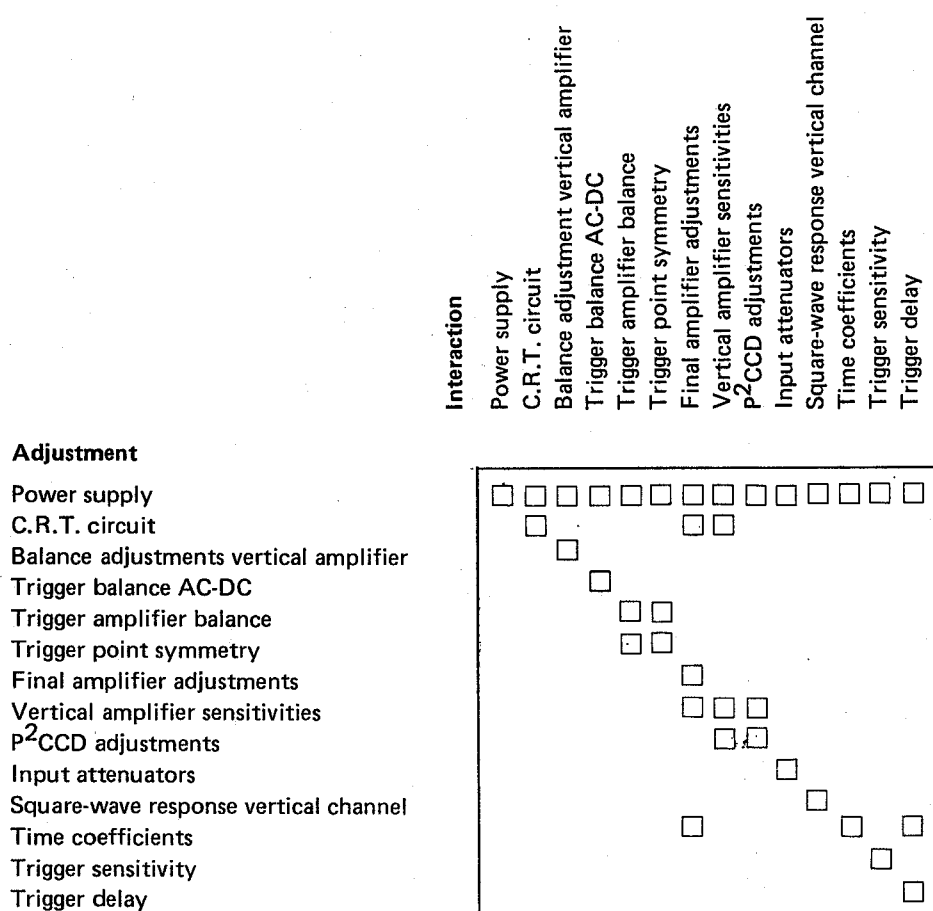 Interaction
Power supply
C.R.T. circuit
Balance adjustment vertical amplifier
Trigger balance AC-DC
Trigger amplifier balance
Trigger point symmetry
Final amplifier adjustments
Vertical amplifier sensitivities
P²CCD adjustments
Input attenuators
Square-wave response vertical channel
Time coefficients
Trigger sensitivity
Trigger delay
Adjustment
Power supply
C.R.T. circuit
Balance adjustments vertical amplifier
Trigger balance AC-DC
Trigger amplifier balance
Trigger point symmetry
Final amplifier adjustments
Vertical amplifier sensitivities
P²CCD adjustments
Input attenuators
Square-wave response vertical channel
Time coefficients
Trigger sensitivity
Trigger delay